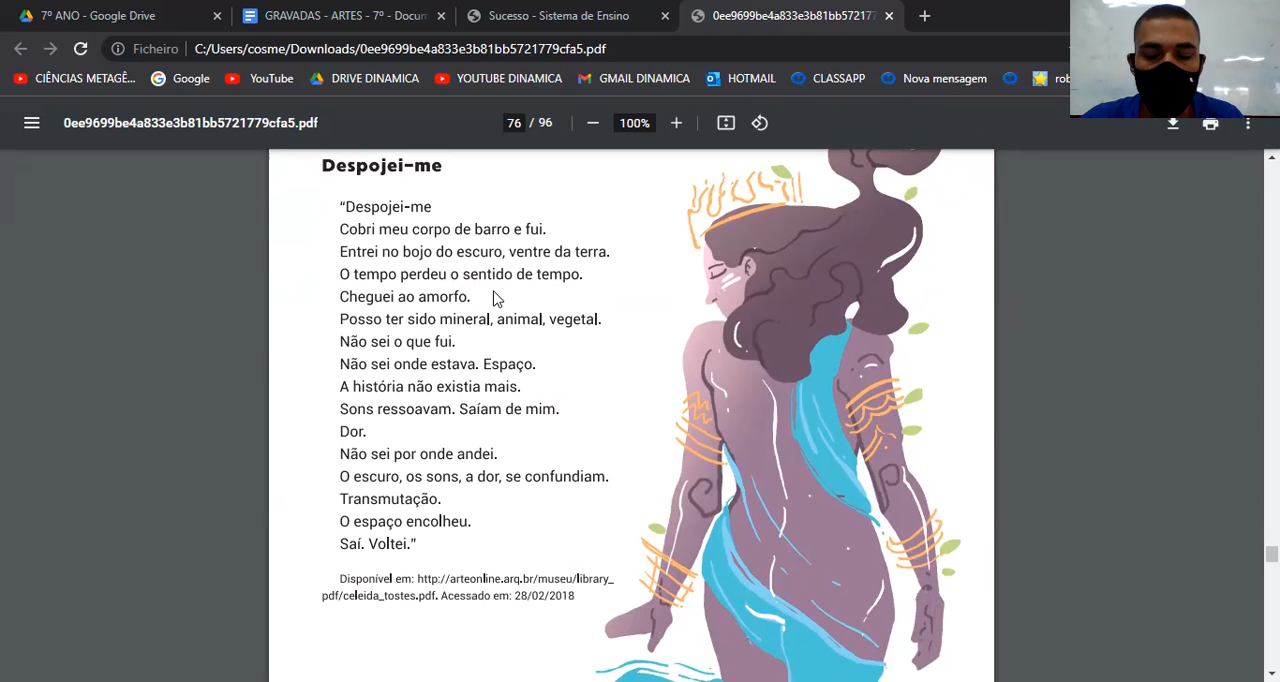 7º ANO - Google Drive
GRAVADAS - ARTES - 7º - Docum
Sucesso - Sistema de Ensino
0ee9699be4a833e3b81bb57217
Ficheiro
C:/Users/cosme/Downloads/0ee9699be4a833e3b81bb5721779cfa5.pdf
CIÊNCIAS METAGÊ...
Google
YouTube
DRIVE DINAMICA
YOUTUBE DINAMICA
GMAIL DINAMICA
HOTMAIL
CLASSAPP
Nova mensagem
rob
0ee9699be4a833e3b81bb5721779cfa5.pdf
76 / 96
100%
Despojei-me
“Despojei-me
Cobri meu corpo de barro e fui.
Entrei no bojo do escuro, ventre da terra.
O tempo perdeu o sentido de tempo.
Cheguei ao amorfo.
Posso ter sido mineral, animal, vegetal.
Não sei o que fui.
Não sei onde estava. Espaço.
A história não existia mais.
Sons ressoavam. Saíam de mim.
Dor.
Não sei por onde andei.
O escuro, os sons, a dor, se confundiam.
Transmutação.
O espaço encolheu.
Saí. Voltei.”
Disponível em: http://arteonline.arq.br/museu/library_
pdf/celeida_tostes.pdf. Acessado em: 28/02/2018